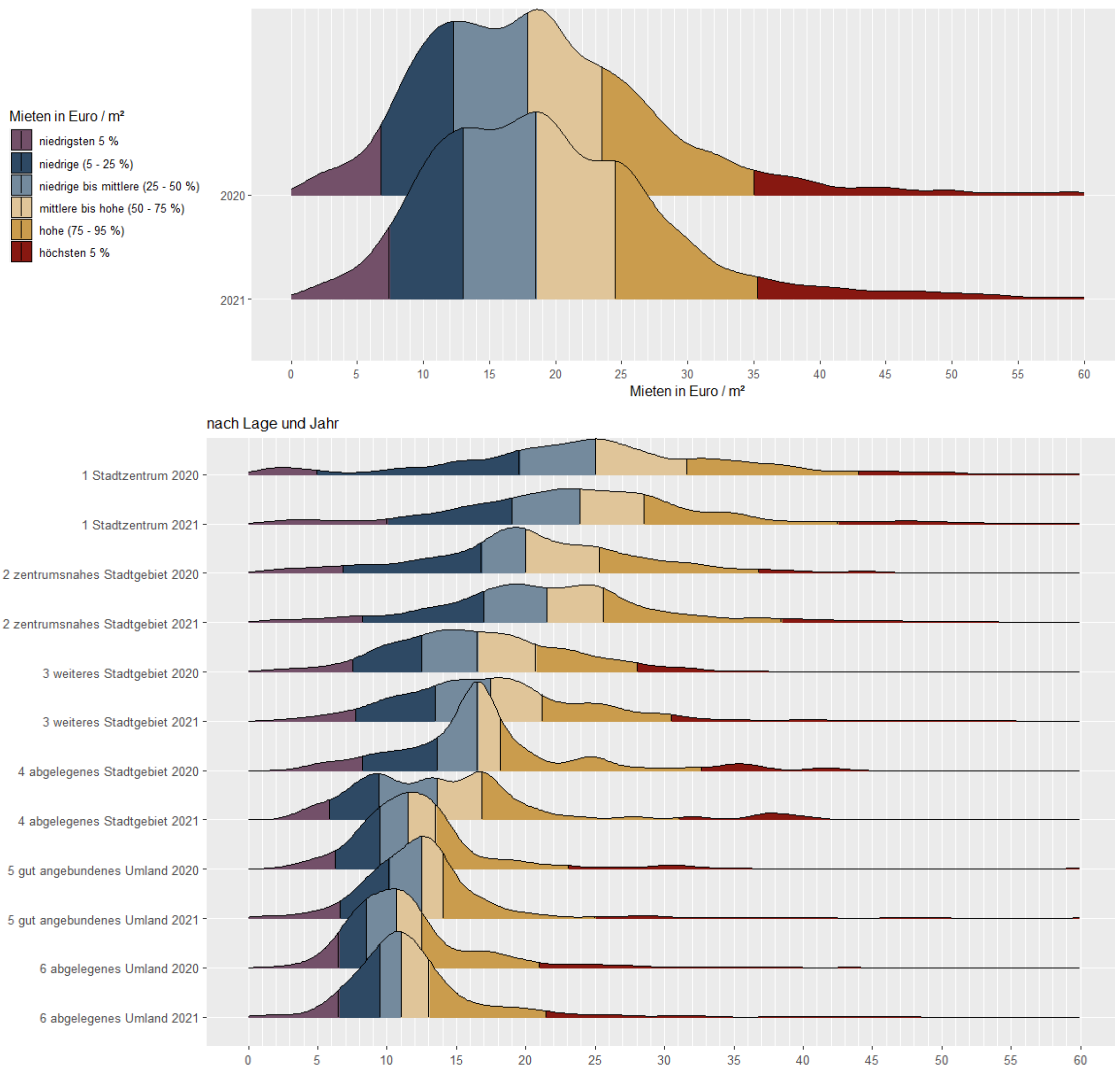 Mieten in Euro / m²
niedrigsten 5 %
niedrige (5 - 25 %)
niedrige bis mittlere (25 - 50 %)
mittlere bis hohe (50 - 75 %)
hohe (75 - 95 %)
höchsten 5 %
2020
2021
0 5 10 15 20 25 30 35 40 45 50 55 60
Mieten in Euro / m²
nach Lage und Jahr
1 Stadtzentrum 2020
1 Stadtzentrum 2021
2 zentrumsnahes Stadtgebiet 2020
2 zentrumsnahes Stadtgebiet 2021
3 weiteres Stadtgebiet 2020
3 weiteres Stadtgebiet 2021
4 abgelegenes Stadtgebiet 2020
4 abgelegenes Stadtgebiet 2021
5 gut angebundenes Umland 2020
5 gut angebundenes Umland 2021
6 abgelegenes Umland 2020
6 abgelegenes Umland 2021
0 5 10 15 20 25 30 35 40 45 50 55 60